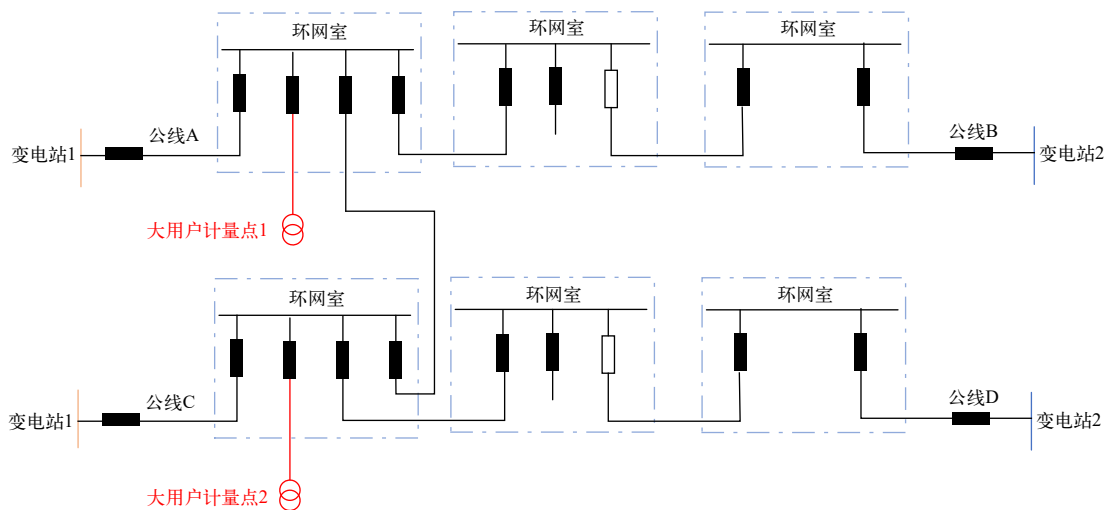 环网室
环网室
环网室
公线A
公线B
变电站1
变电站2
大用户计量点1
环网室
环网室
环网室
公线C
公线D
变电站1
变电站2
大用户计量点2